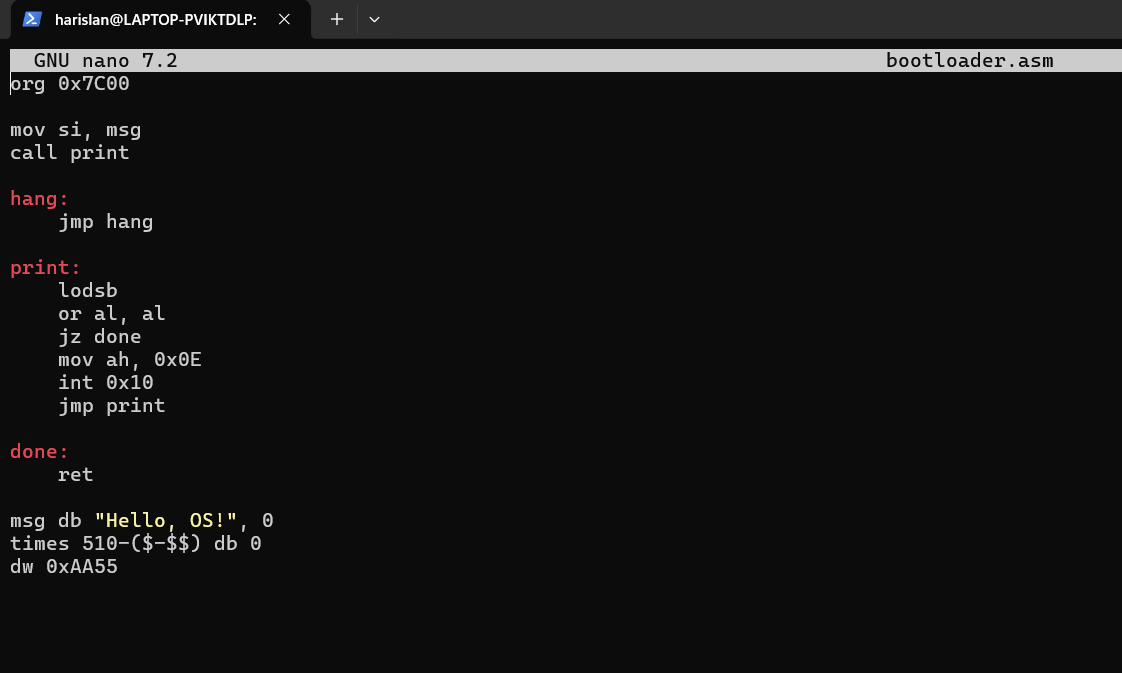 harislan@LAPTOP-PVIKTDLP:
GNU nano 7.2 bootloader.asm
org 0x7C00
mov si, msg
call print
hang:
    jmp hang
print:
    lodsb
    or al, al
    jz done
    mov ah, 0x0E
    int 0x10
    jmp print
done:
    ret
msg db "Hello, OS!", 0
times 510-($-$$) db 0
dw 0xAA55